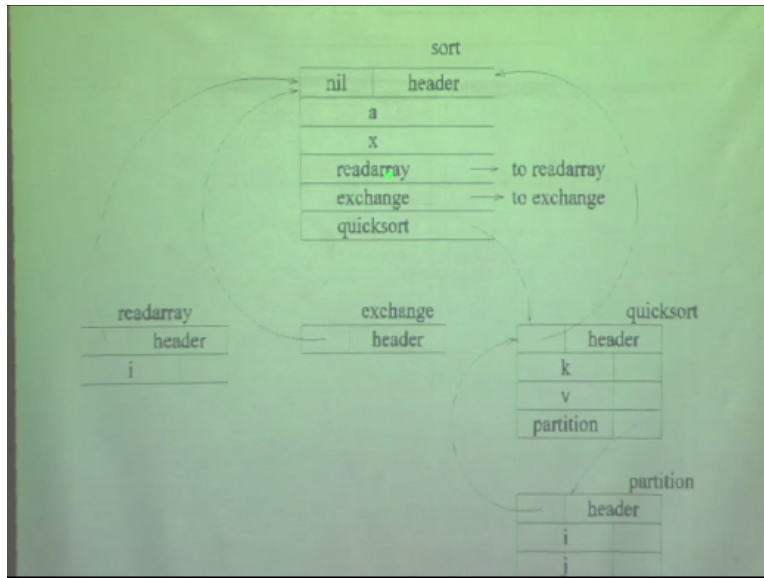 sort
nil header
a
x
readarray to readarray
exchange to exchange
quicksort
readarray exchange quicksort
header header header
i k
v
partition
partition
header
i
j